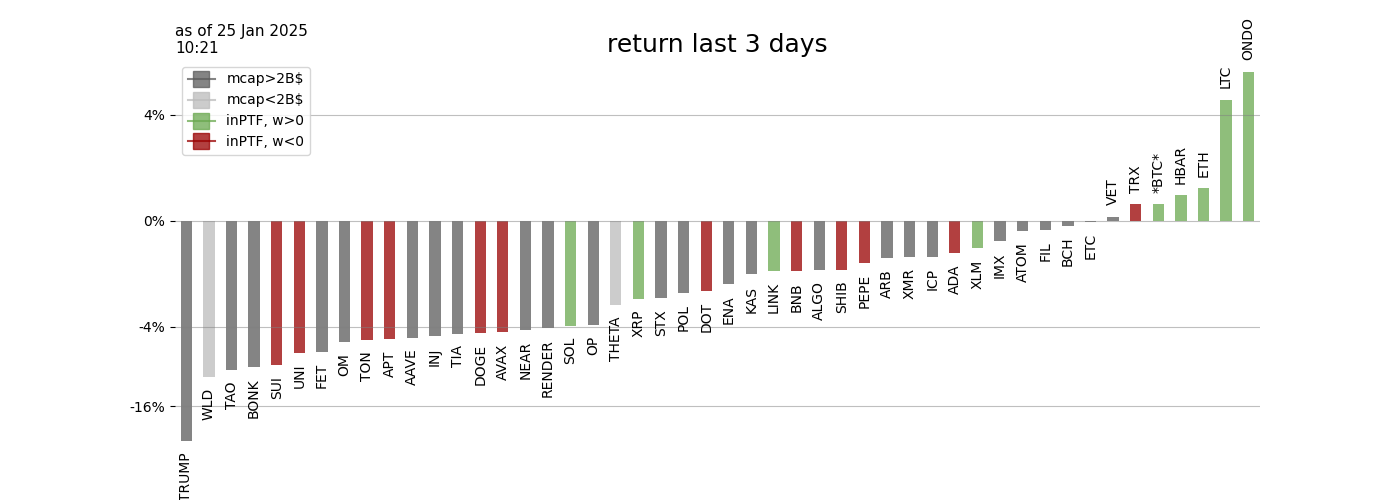 as of 25 Jan 2025
10:21
return last 3 days
mcap>2B$
mcap<2B$
inPTF, w>0
inPTF, w<0
4%
0%
-4%
-16%
TRUMP
WLD
TAO
BONK
SUI
UNI
FET
OM
TON
APT
AAVE
INJ
TIA
DOGE
AVAX
NEAR
RENDER
SOL
OP
THETA
XRP
STX
POL
DOT
ENA
KAS
LINK
BNB
ALGO
SHIB
PEPE
ARB
XMR
ICP
ADA
XLM
IMX
ATOM
FIL
BCH
ETC
VET
TRX
*BTC*
HBAR
ETH
LTC
ONDO